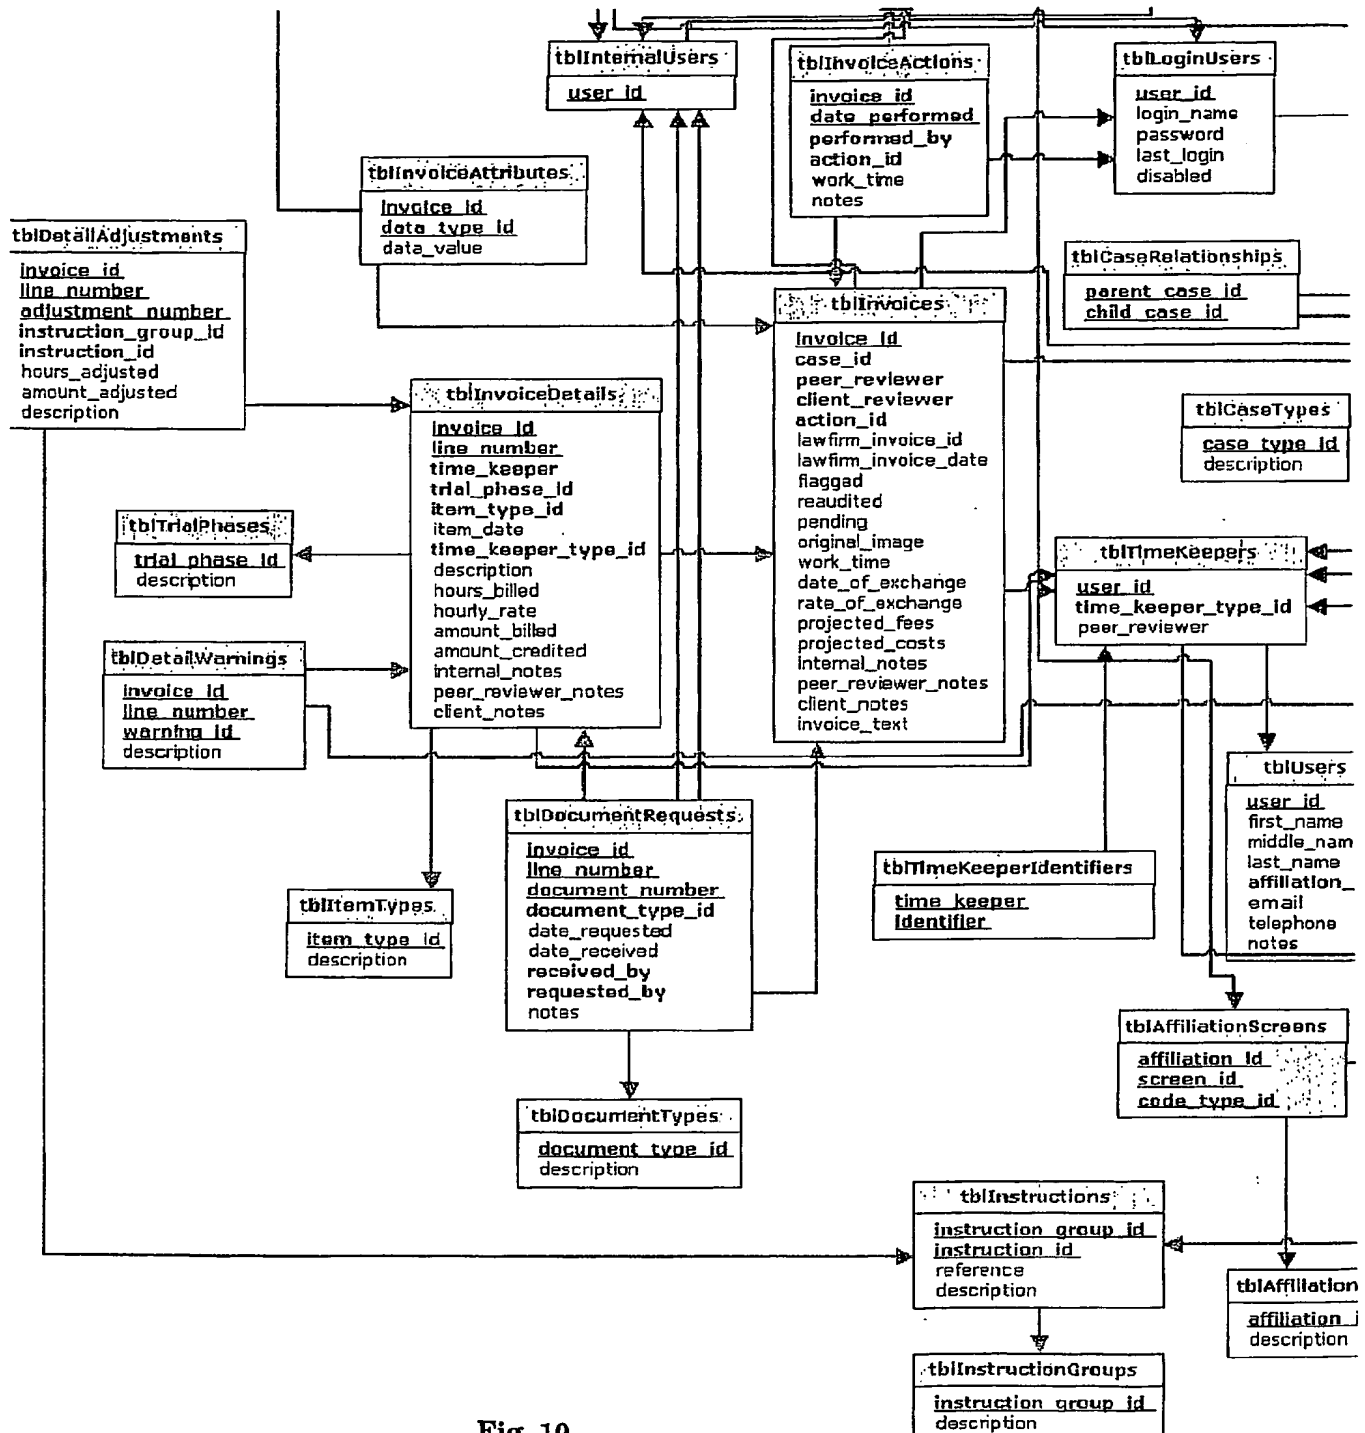 tblInternalUsers
user_id
tblInvoiceActions
invoice_id
date_performed
performed_by
action_id
work_time
notes
tblLoginUsers
user_id
login_name
password
last_login
disabled
tblInvoiceAttributes
invoice_id
data_type_id
data_value
tblDetailAdjustments
invoice_id
line_number
adjustment_number
instruction_group_id
instruction_id
hours_adjusted
amount_adjusted
description
tblCaseRelationships
parent_case_id
child_case_id
tblInvoices
invoice_id
case_id
peer_reviewer
client_reviewer
action_id
lawfirm_invoice_id
lawfirm_invoice_date
flagged
reaudited
pending
original_image
work_time
date_of_exchange
rate_of_exchange
projected_fees
projected_costs
internal_notes
peer_reviewer_notes
client_notes
invoice_text
tblInvoiceDetails
invoice_id
line_number
time_keeper
trial_phase_id
item_type_id
item_date
time_keeper_type_id
description
hours_billed
hourly_rate
amount_billed
amount_credited
internal_notes
peer_reviewer_notes
client_notes
tblCaseTypes
case_type_id
description
tblTrialPhases
trial_phase_id
description
tblTimeKeepers
user_id
time_keeper_type_id
peer_reviewer
tblDetailWarnings
invoice_id
line_number
warning_id
description
tblUsers
user_id
first_name
middle_nam
last_name
affiliation_
email
telephone
notes
tblDocumentRequests
invoice_id
line_number
document_number
document_type_id
date_requested
date_received
received_by
requested_by
notes
tblTimeKeeperIdentifiers
time_keeper
identifier
tblItemTypes
item_type_id
description
tblAffiliationScreens
affiliation_id
screen_id
code_type_id
tblDocumentTypes
document_type_id
description
tblInstructions
instruction_group_id
instruction_id
reference
description
tblAffiliation
affiliation_i
description
tblInstructionGroups
instruction_group_id
description
Fig. 10